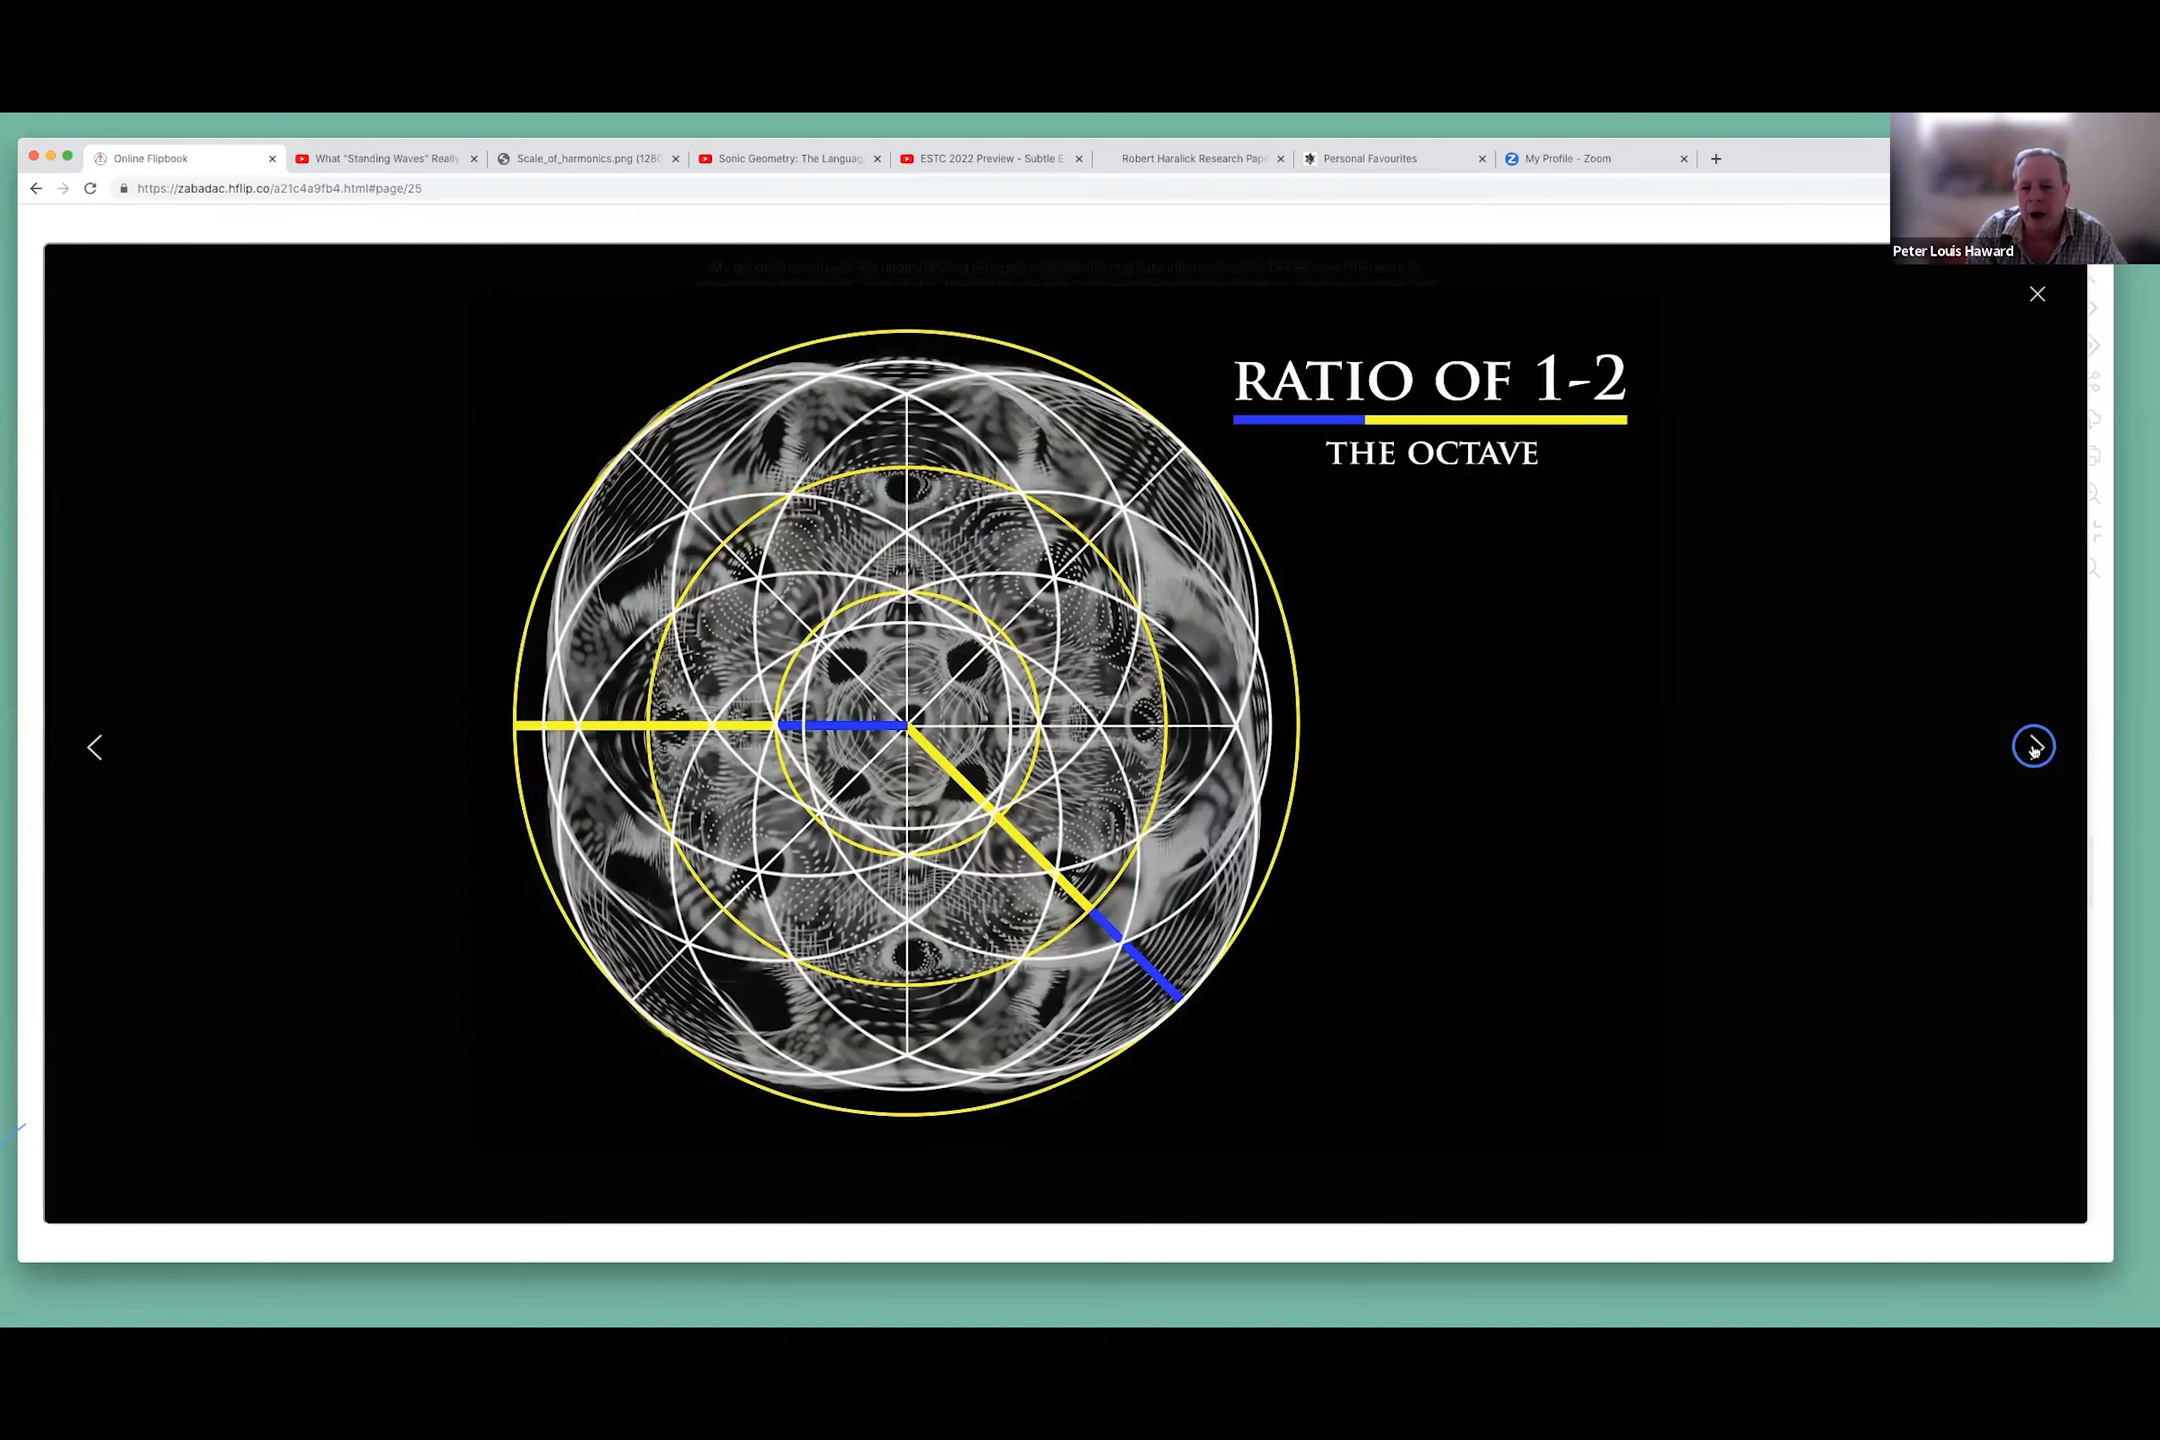 Online Flipbook
What "Standing Waves" Really
Scale_of_harmonics.png (128
Sonic Geometry: The Languag
ESTC 2022 Preview - Subtle E
Robert Haralick Research Pap
Personal Favourites
My Profile - Zoom
https://zabadac.hflip.co/a21c4a9fb4.html#page/25
Peter Louis Haward
RATIO OF 1-2
THE OCTAVE